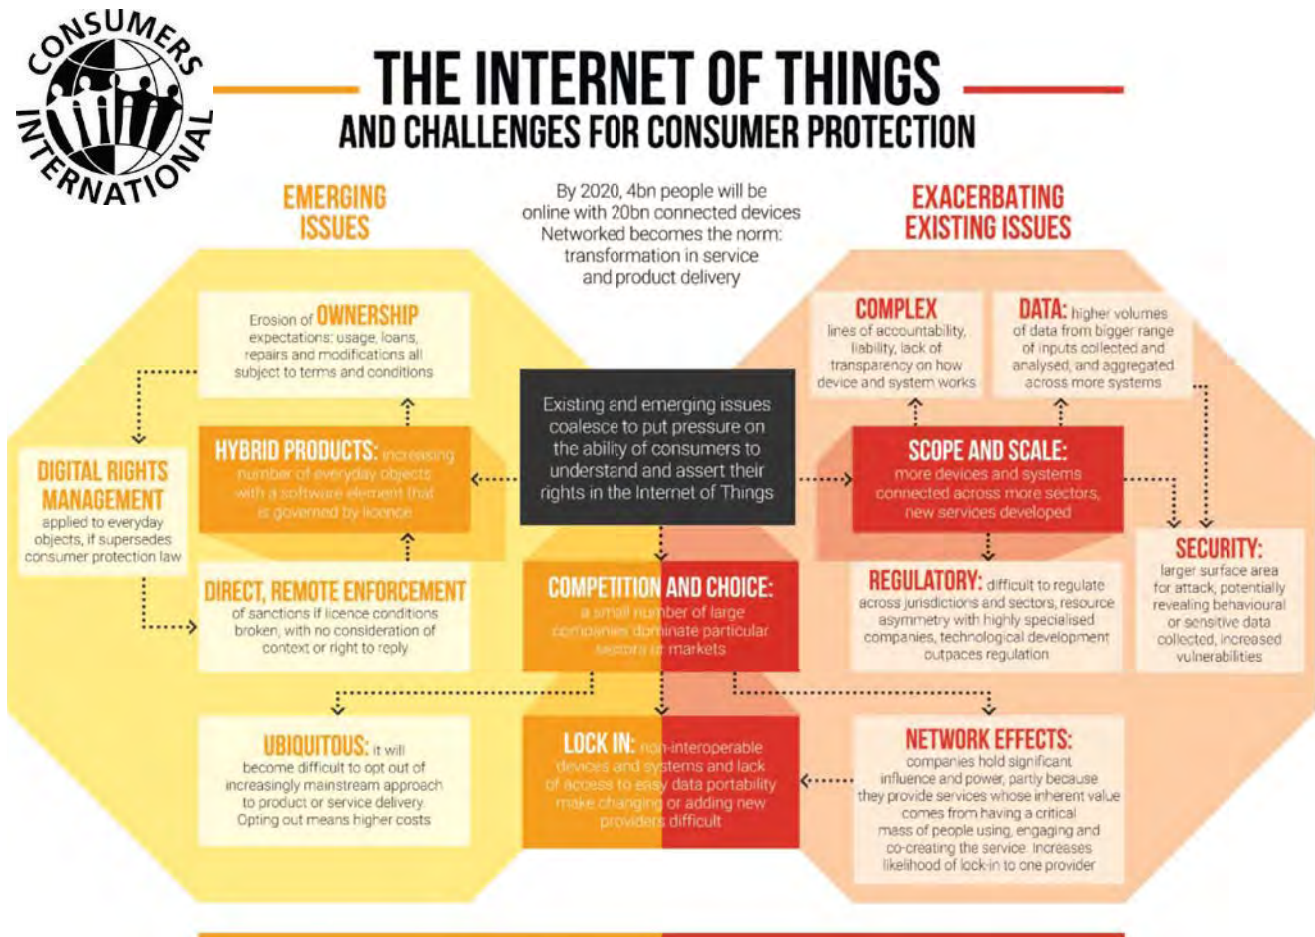 CONSUMERS
INTERNATIONAL
THE INTERNET OF THINGS
AND CHALLENGES FOR CONSUMER PROTECTION
EMERGING
ISSUES
By 2020, 4bn people will be
online with 20bn connected devices
Networked becomes the norm:
transformation in service
and product delivery
EXACERBATING
EXISTING ISSUES
Erosion of OWNERSHIP
expectations: usage, loans,
repairs and modifications all
subject to terms and conditions
COMPLEX
lines of accountability,
liability, lack of
transparency on how
device and system works
DATA: higher volumes
of data from bigger range
of inputs collected and
analysed, and aggregated
across more systems
Existing and emerging issues
coalesce to put pressure on
the ability of consumers to
understand and assert their
rights in the Internet of Things
HYBRID PRODUCTS: increasing
number of everyday objects
with a software element that
is governed by licence
SCOPE AND SCALE:
more devices and systems
connected across more sectors,
new services developed
DIGITAL RIGHTS
MANAGEMENT
applied to everyday
objects, if supersedes
consumer protection law
DIRECT, REMOTE ENFORCEMENT
of sanctions if licence conditions
broken, with no consideration of
context or right to reply
COMPETITION AND CHOICE:
a small number of large
companies dominate particular
sectors or markets
REGULATORY: difficult to regulate
across jurisdictions and sectors, resource
asymmetry with highly specialised
companies, technological development
outpaces regulation
SECURITY:
larger surface area
for attack, potentially
revealing behavioural
or sensitive data
collected, increased
vulnerabilities
UBIQUITOUS: it will
become difficult to opt out of
increasingly mainstream approach
to product or service delivery
Opting out means higher costs
LOCK IN: non-interoperable
devices and systems and lack
of access to easy data portability
make changing or adding new
providers difficult
NETWORK EFFECTS:
companies hold significant
influence and power, partly because
they provide services whose inherent value
comes from having a critical
mass of people using, engaging and
co-creating the service. Increases
likelihood of lock-in to one provider